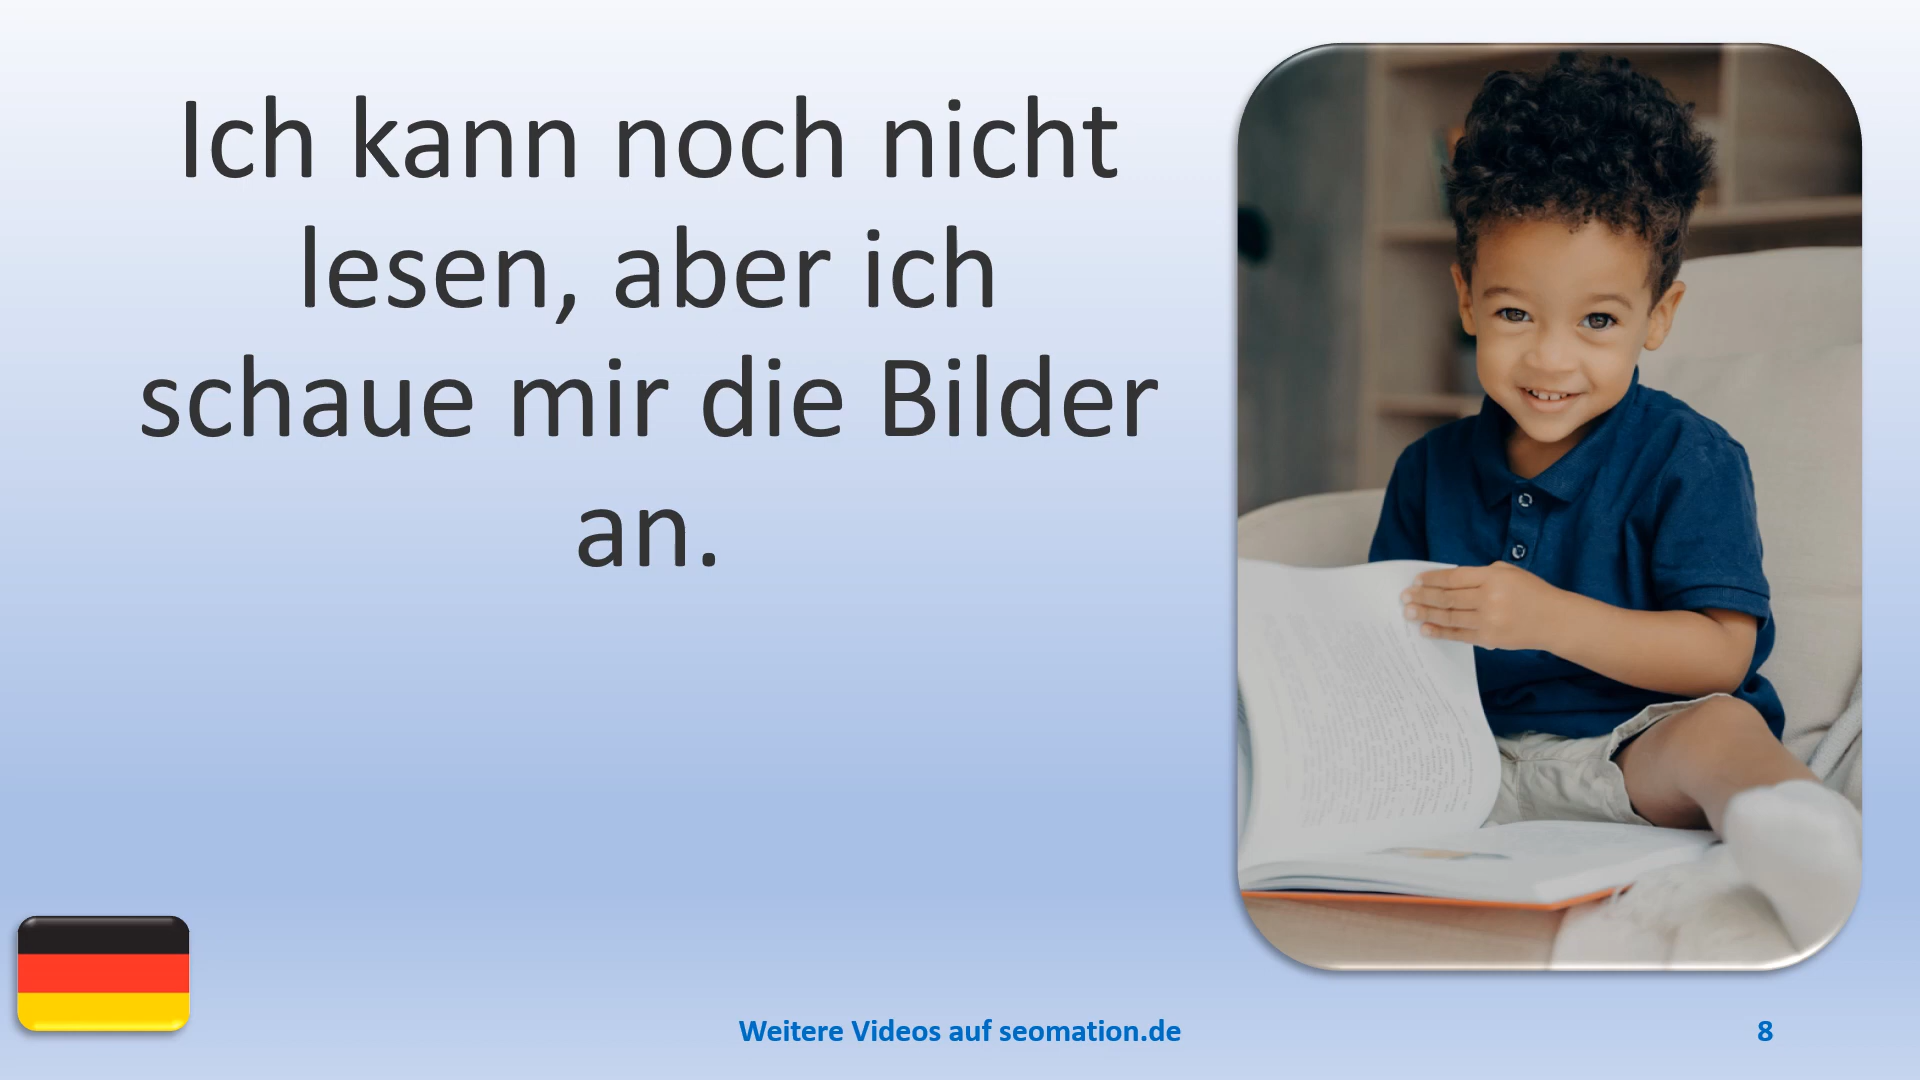 Ich kann noch nicht
lesen, aber ich
schaue mir die Bilder
an.
Weitere Videos auf seomation.de
8